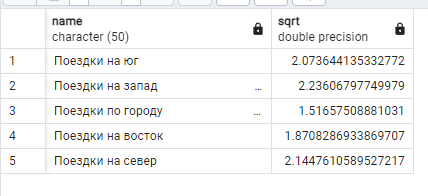 name sqrt
character (50) double precision
1 Поездки на юг 2.073644135332772
2 Поездки на запад ... 2.23606797749979
3 Поездки по городу ... 1.51657508881031
4 Поездки на восток 1.8708286933869707
5 Поездки на север 2.1447610589527217